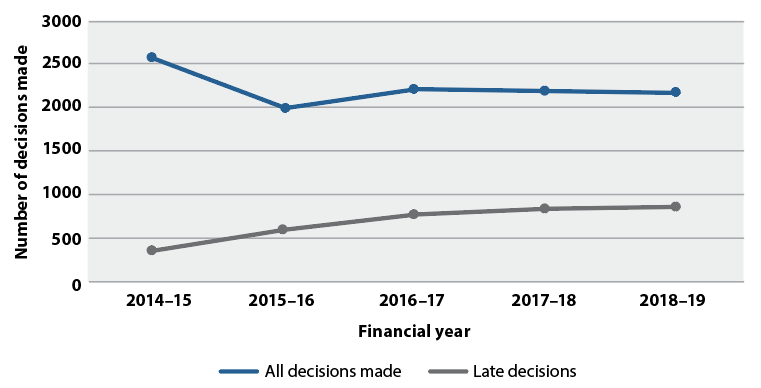 3000
2500
2000
1500
1000
500
0
Number of decisions made
2014–15 2015–16 2016–17 2017–18 2018–19
Financial year
All decisions made Late decisions